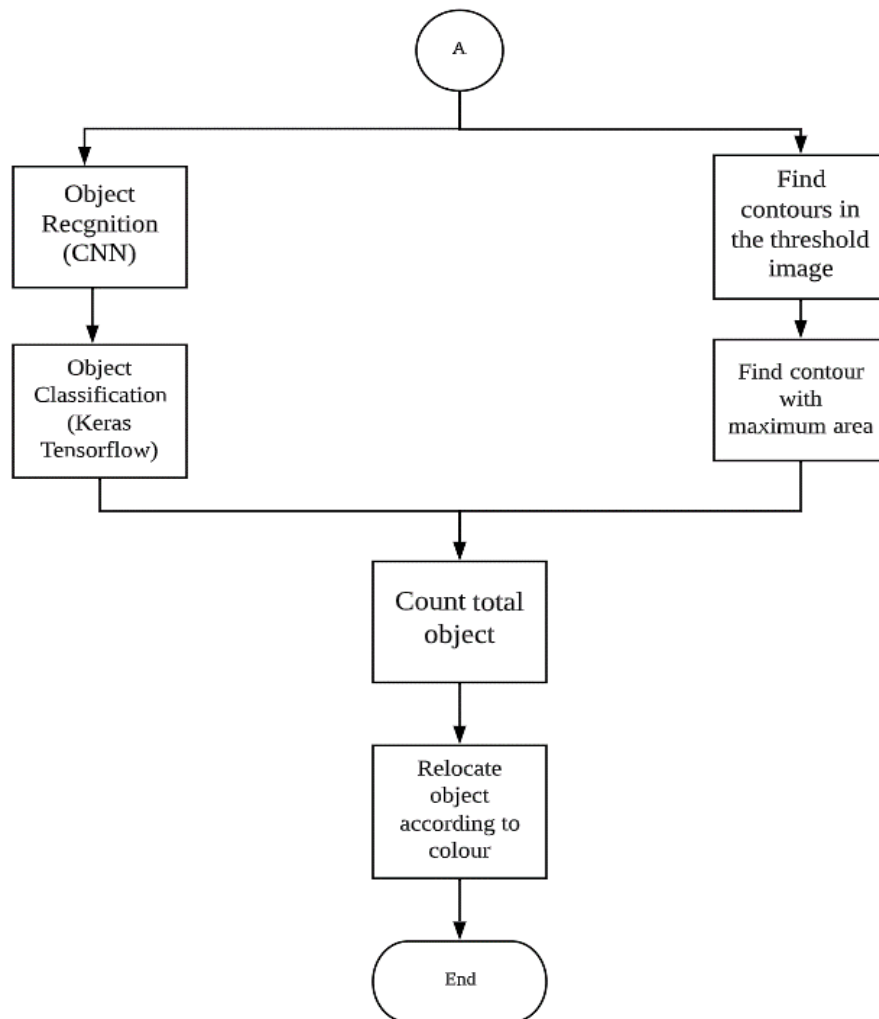 A
Object
Recgnition
(CNN)
Find
contours in
the threshold
image
Object
Classification
(Keras
Tensorflow)
Find contour
with
maximum area
Count total
object
Relocate
object
according to
colour
End